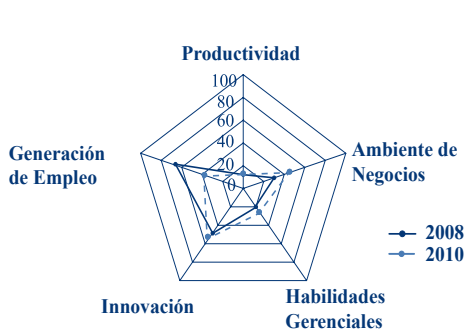 Productividad
100
80
60
40
20
0
Ambiente de
Negocios
Generación
de Empleo
2008
2010
Innovación
Habilidades
Gerenciales